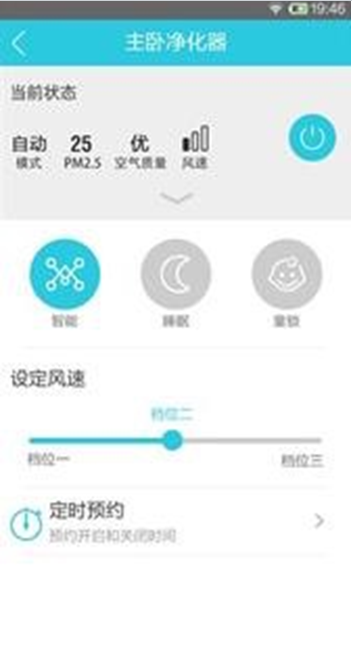 19:46
主卧净化器
当前状态
自动 25 优
模式 PM2.5 空气质量 风速
智能 睡眠 童锁
设定风速
档位二
档位一 档位三
定时预约
预约开启和关闭时间